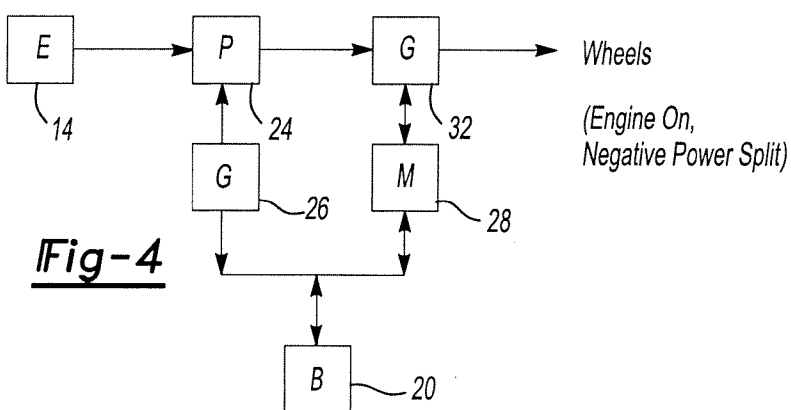 E
P
G
Wheels
14
24
32
(Engine On,
Negative Power Split)
G
M
26
28
Fig-4
B
20